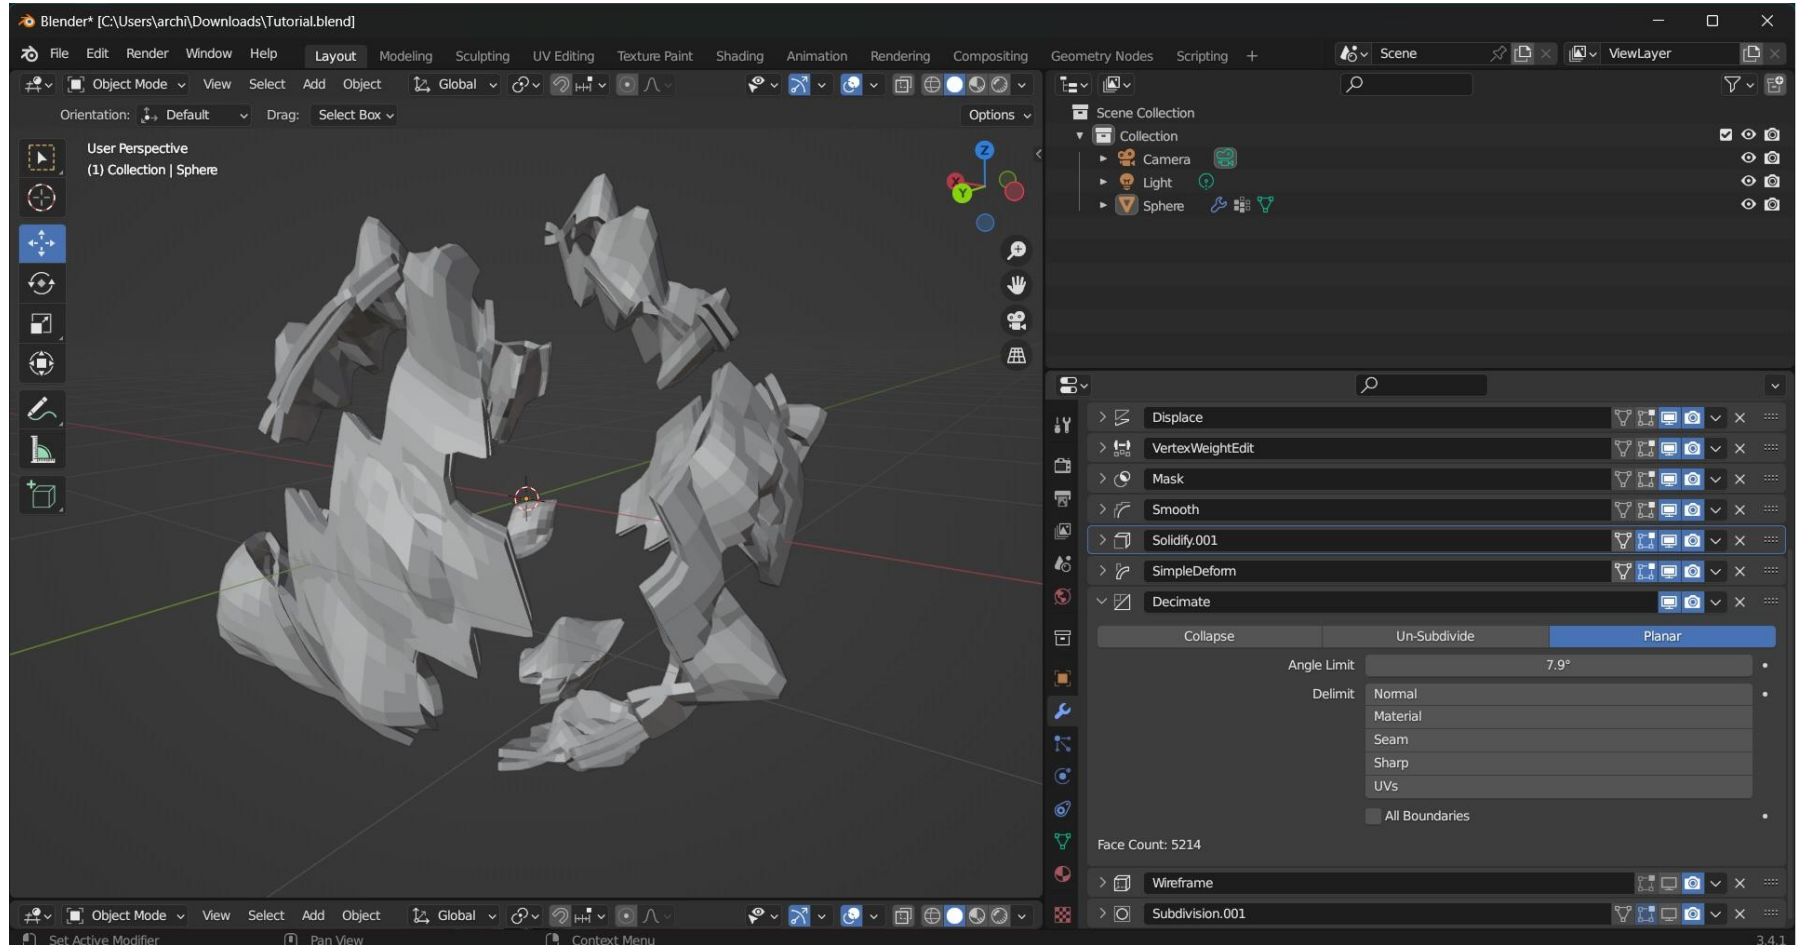 Blender* [C:\Users\archi\Downloads\Tutorial.blend]
File Edit Render Window Help Layout Modeling Sculpting UV Editing Texture Paint Shading Animation Rendering Compositing Geometry Nodes Scripting + Scene ViewLayer
Object Mode View Select Add Object Global
Orientation: Default Drag: Select Box Options
User Perspective
(1) Collection | Sphere
Z
X
Y
Scene Collection
Collection
Camera
Light
Sphere
Displace
VertexWeightEdit
Mask
Smooth
Solidify.001
SimpleDeform
Decimate
Collapse Un-Subdivide Planar
Angle Limit 7.9°
Delimit Normal
Material
Seam
Sharp
UVs
All Boundaries
Face Count: 5214
Wireframe
Subdivision.001
Object Mode View Select Add Object Global
Set Active Modifier Pan View Context Menu 3.4.1